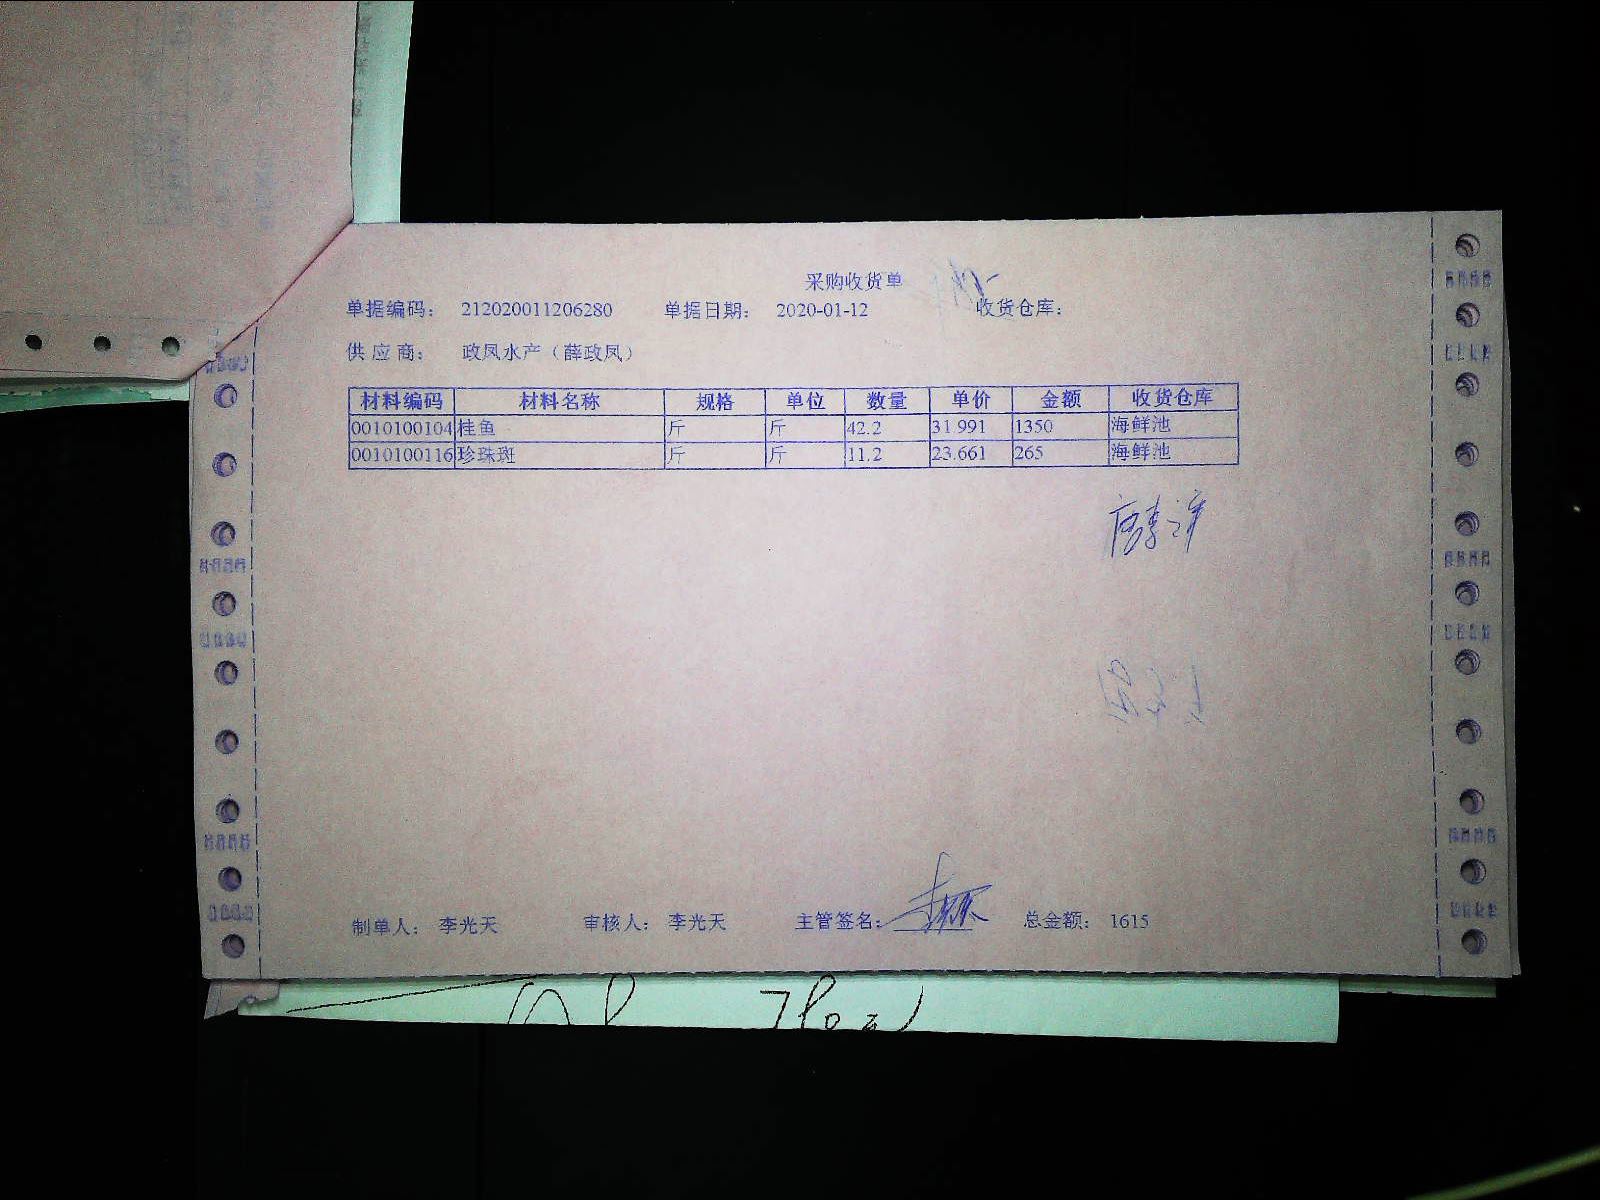 采购收货单
单据编码： 212020011206280 单据日期： 2020-01-12 收货仓库：
供应商： 政凤水产（薛政凤）
材料编码 材料名称 规格 单位 数量 单价 金额 收货仓库
0010100104 桂鱼 斤 斤 42.2 31 991 1350 海鲜池
0010100116 珍珠斑 斤 斤 11.2 23.661 265 海鲜池
制单人： 李光天 审核人： 李光天 主管签名： 总金额： 1615